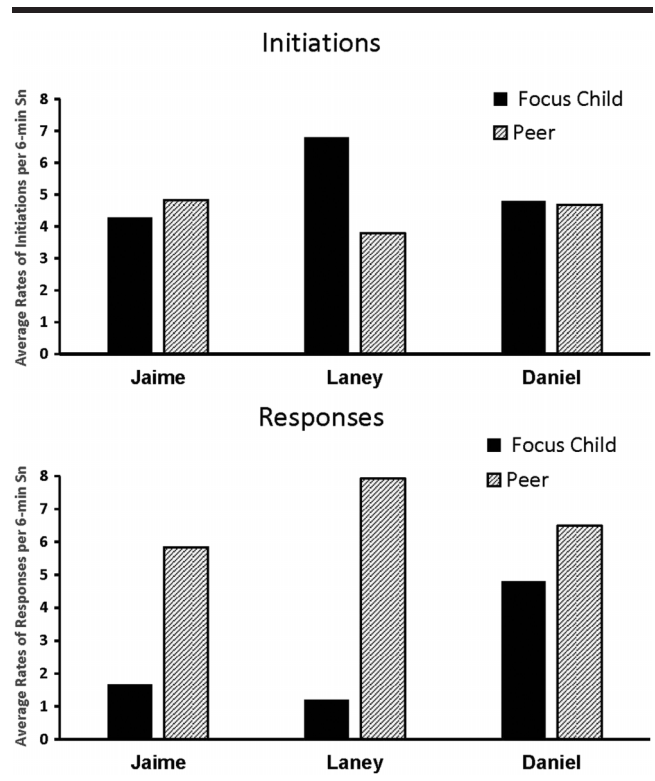 Initiations
Focus Child
Peer
Average Rates of Initiations per 6-min Sn
8
7
6
5
4
3
2
1
0
Jaime Laney Daniel
Responses
Focus Child
Peer
Average Rates of Responses per 6-min Sn
8
7
6
5
4
3
2
1
0
Jaime Laney Daniel